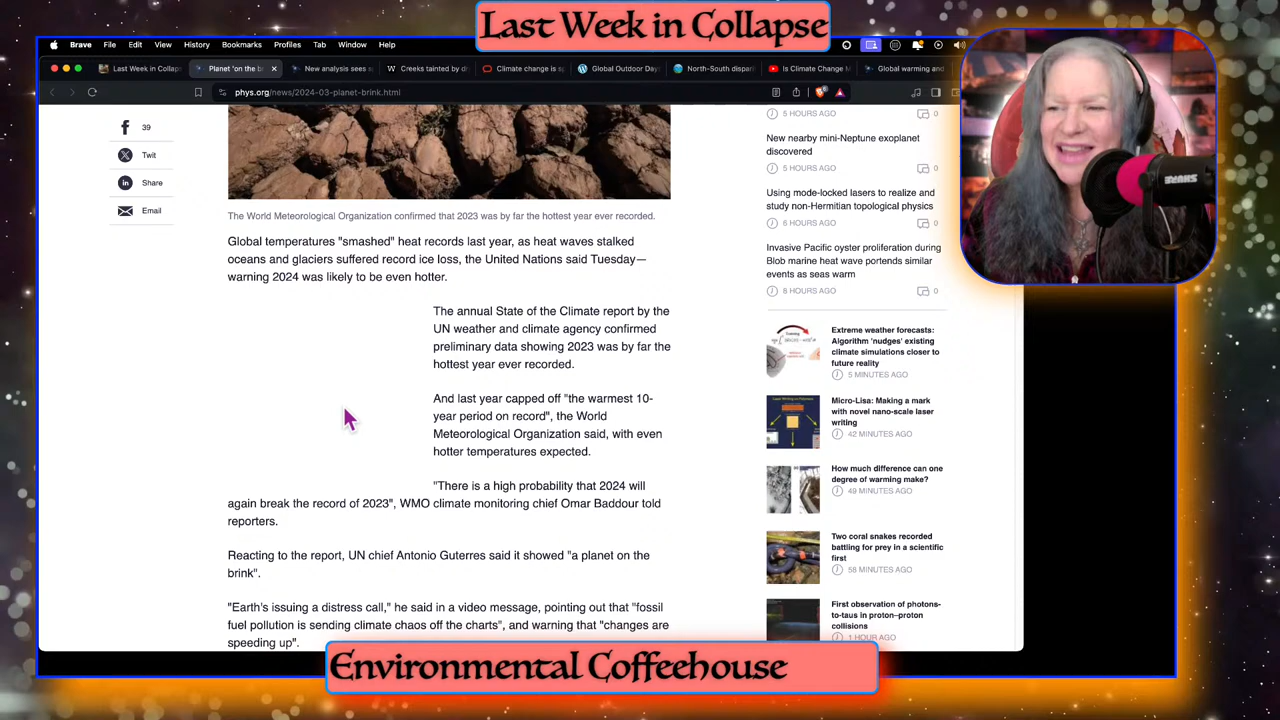 Last Week in Collapse
Brave File Edit View History Bookmarks Profiles Tab Window Help
Last Week in Collaps
Planet 'on the b
New analysis sees
Creeks tainted by d
Climate change is s
Global Outdoor Day
North-South dispari
Is Climate Change M
Global warming and
phys.org/news/2024-03-planet-brink.html
39
Twit
Share
Email
The World Meteorological Organization confirmed that 2023 was by far the hottest year ever recorded.
Global temperatures "smashed" heat records last year, as heat waves stalked
oceans and glaciers suffered record ice loss, the United Nations said Tuesday—
warning 2024 was likely to be even hotter.
The annual State of the Climate report by the
UN weather and climate agency confirmed
preliminary data showing 2023 was by far the
hottest year ever recorded.
And last year capped off "the warmest 10-
year period on record", the World
Meteorological Organization said, with even
hotter temperatures expected.
"There is a high probability that 2024 will
again break the record of 2023", WMO climate monitoring chief Omar Baddour told
reporters.
Reacting to the report, UN chief Antonio Guterres said it showed "a planet on the
brink".
"Earth's issuing a distress call," he said in a video message, pointing out that "fossil
fuel pollution is sending climate chaos off the charts", and warning that "changes are
speeding up".
5 HOURS AGO 0
New nearby mini-Neptune exoplanet
discovered
5 HOURS AGO 0
Using mode-locked lasers to realize and
study non-Hermitian topological physics
6 HOURS AGO 0
Invasive Pacific oyster proliferation during
Blob marine heat wave portends similar
events as seas warm
8 HOURS AGO 0
Extreme weather forecasts:
Algorithm 'nudges' existing
climate simulations closer to
future reality
5 MINUTES AGO
Micro-Lisa: Making a mark
with novel nano-scale laser
writing
42 MINUTES AGO
How much difference can one
degree of warming make?
49 MINUTES AGO
Two coral snakes recorded
battling for prey in a scientific
first
58 MINUTES AGO
First observation of photons-
to-taus in proton–proton
collisions
1 HOUR AGO
Environmental Coffeehouse